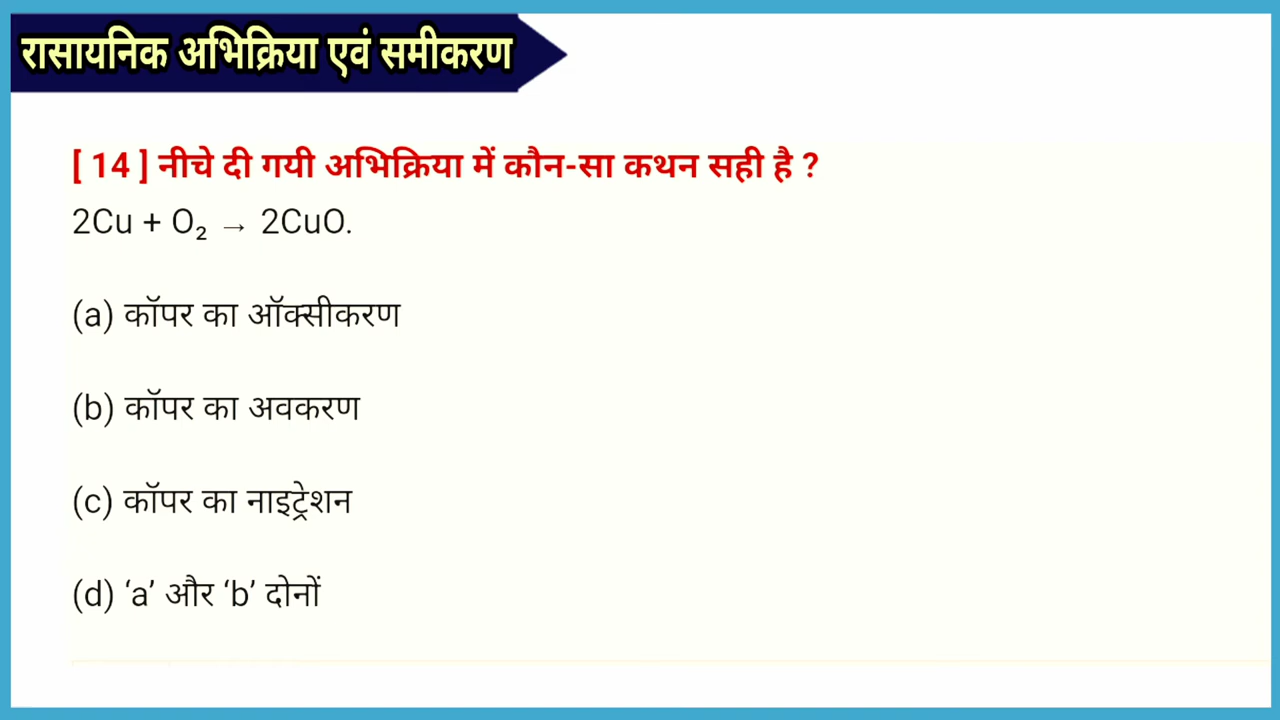 रासायनिक अभिक्रिया एवं समीकरण
[ 14 ] नीचे दी गयी अभिक्रिया में कौन-सा कथन सही है ?
2Cu + O₂ → 2CuO.
(a) कॉपर का ऑक्सीकरण
(b) कॉपर का अवकरण
(c) कॉपर का नाइट्रेशन
(d) ‘a’ और ‘b’ दोनों